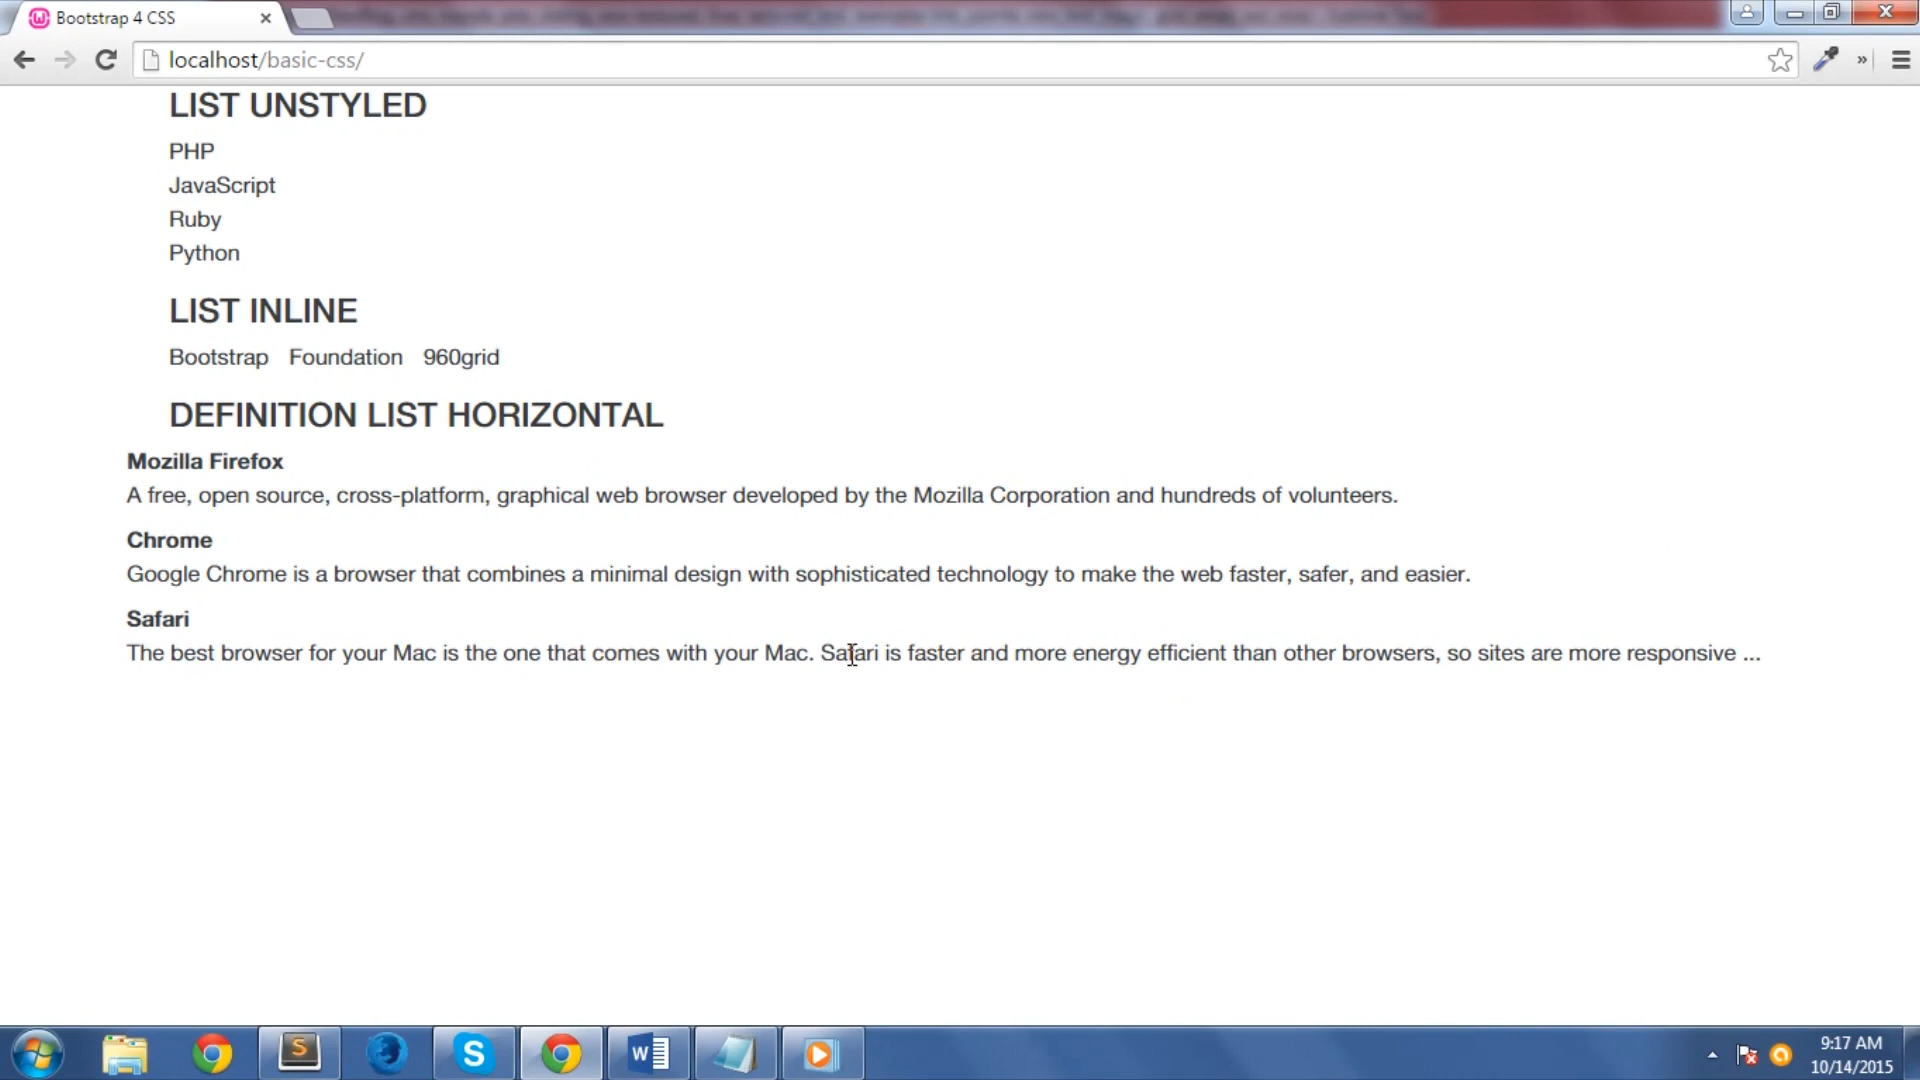 Bootstrap 4 CSS
localhost/basic-css/
LIST UNSTYLED
PHP
JavaScript
Ruby
Python
LIST INLINE
Bootstrap Foundation 960grid
DEFINITION LIST HORIZONTAL
Mozilla Firefox
A free, open source, cross-platform, graphical web browser developed by the Mozilla Corporation and hundreds of volunteers.
Chrome
Google Chrome is a browser that combines a minimal design with sophisticated technology to make the web faster, safer, and easier.
Safari
The best browser for your Mac is the one that comes with your Mac. Safari is faster and more energy efficient than other browsers, so sites are more responsive ...
9:17 AM
10/14/2015